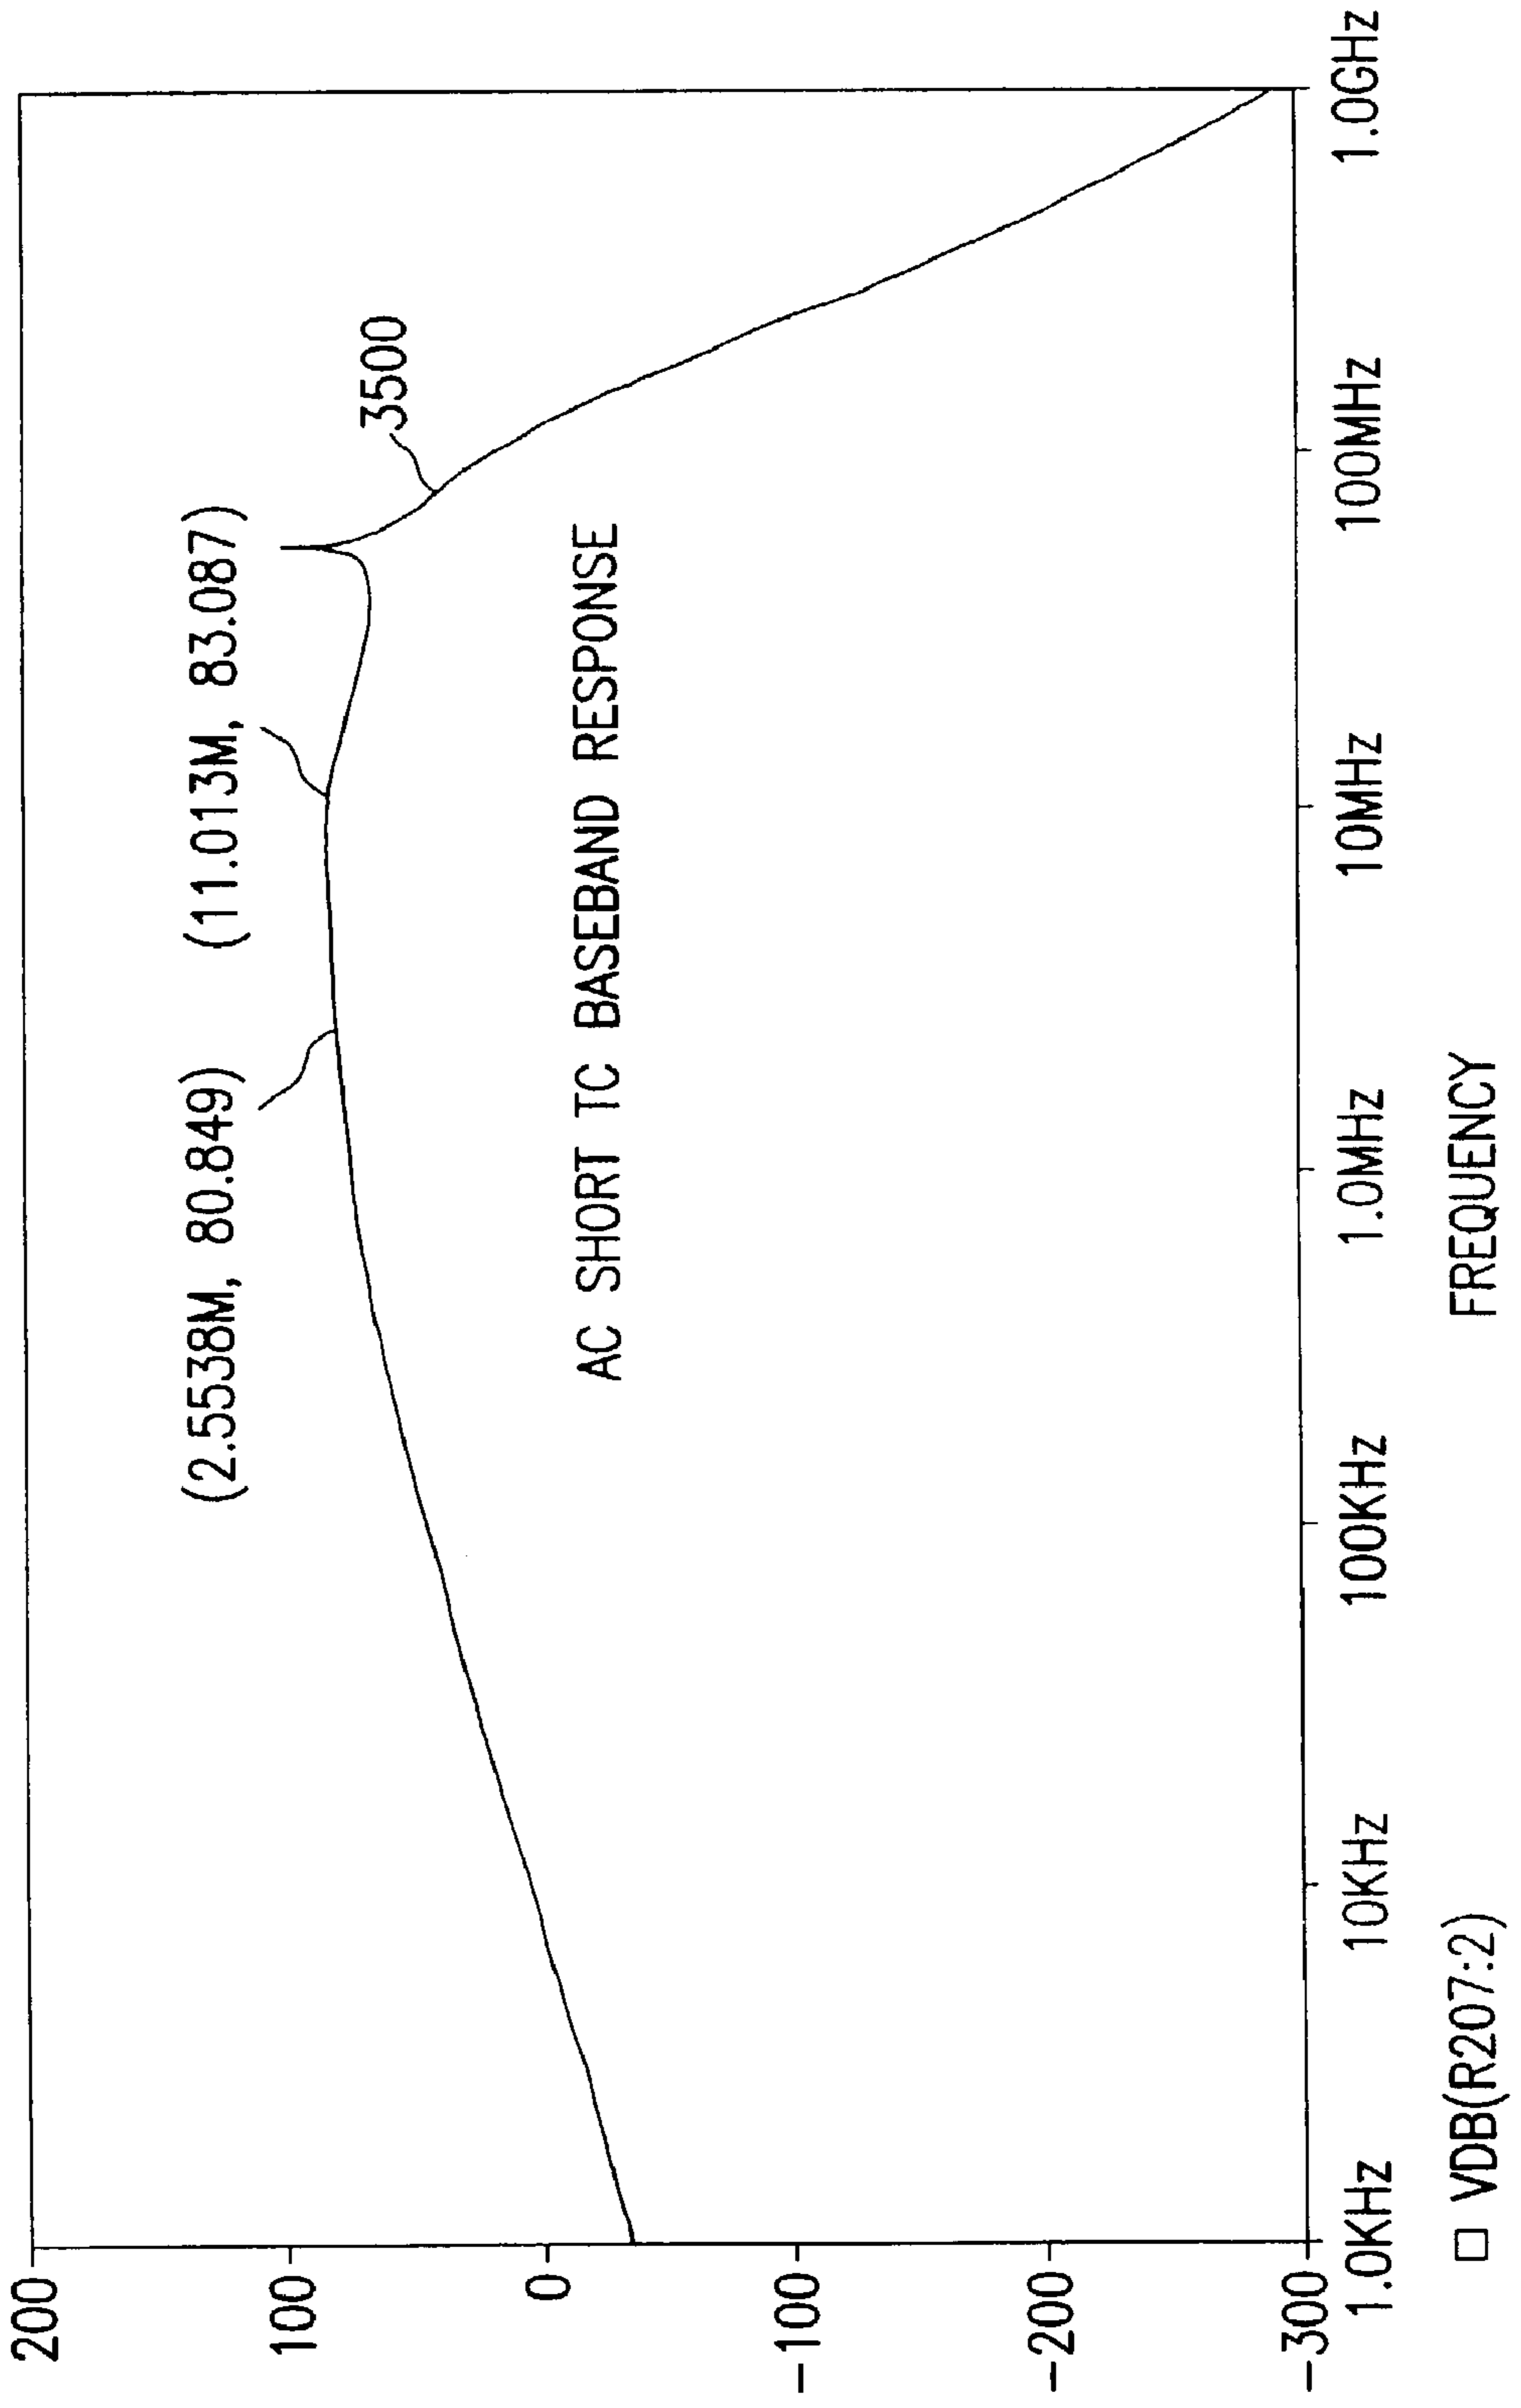 200
100
0
-100
-200
-300
(2.5538M, 80.849)
(11.013M, 83.087)
3500
AC SHORT TC BASEBAND RESPONSE
1.0KHz
10KHz
100KHz
1.0MHz
10MHz
100MHz
1.0GHz
□ VDB(R207:2)
FREQUENCY